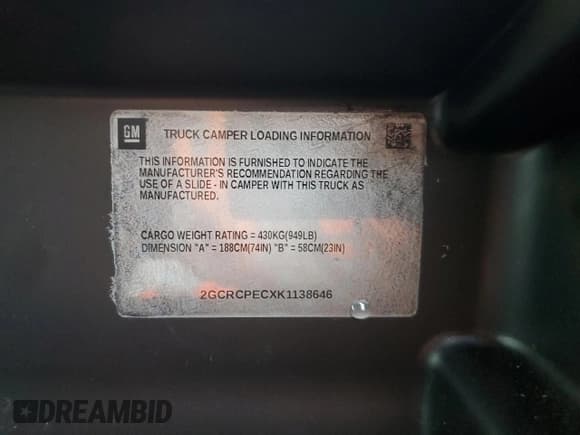 GM
TRUCK CAMPER LOADING INFORMATION
THIS INFORMATION IS FURNISHED TO INDICATE THE
MANUFACTURER'S RECOMMENDATION REGARDING THE
USE OF A SLIDE - IN CAMPER WITH THIS TRUCK AS
MANUFACTURED.
CARGO WEIGHT RATING = 430KG(949LB)
DIMENSION "A" = 188CM(74IN) "B" = 58CM(23IN)
2GCRCPECXK1138646
DREAMBID